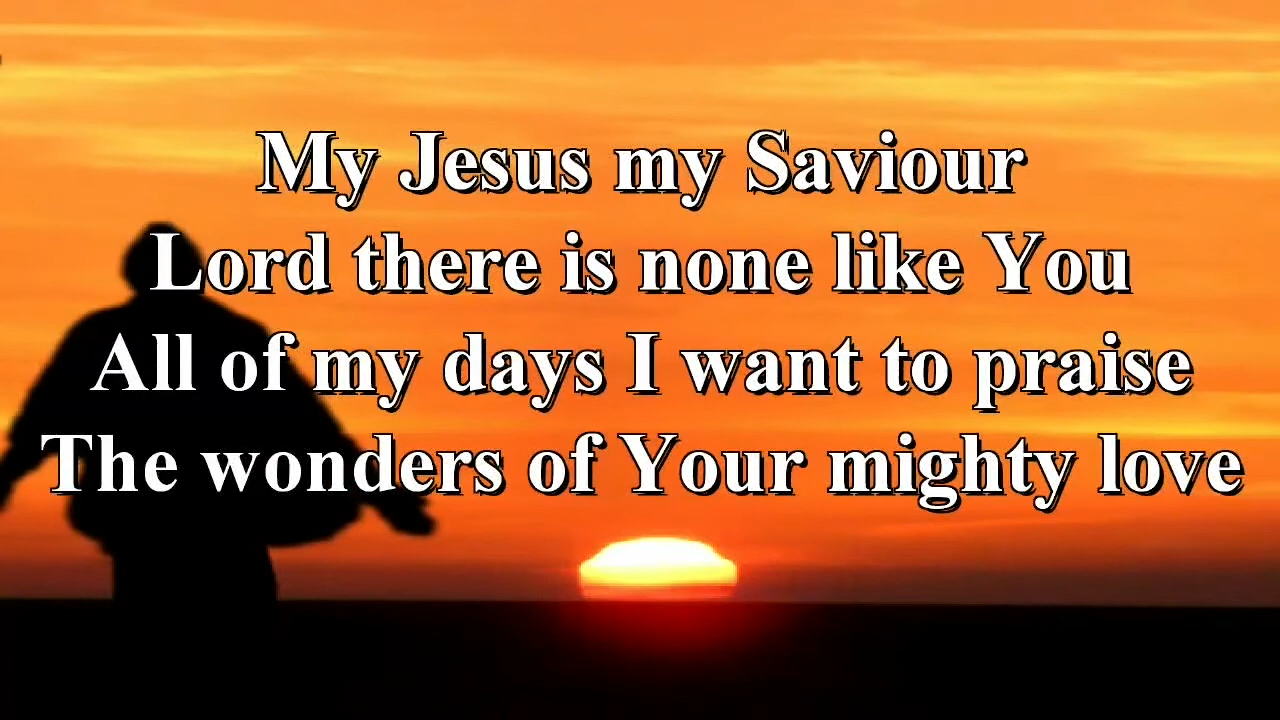 My Jesus my Saviour
Lord there is none like You
All of my days I want to praise
The wonders of Your mighty love